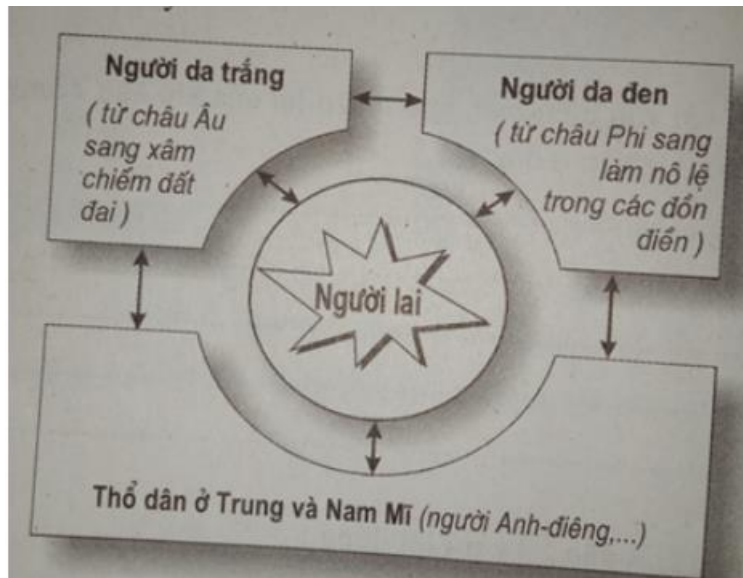 Người da trắng
( từ châu Âu
sang xâm
chiếm đất
đai )
Người da đen
( từ châu Phi sang
làm nô lệ
trong các đồn
điền )
Người lai
Thổ dân ở Trung và Nam Mĩ (người Anh-điêng,...)